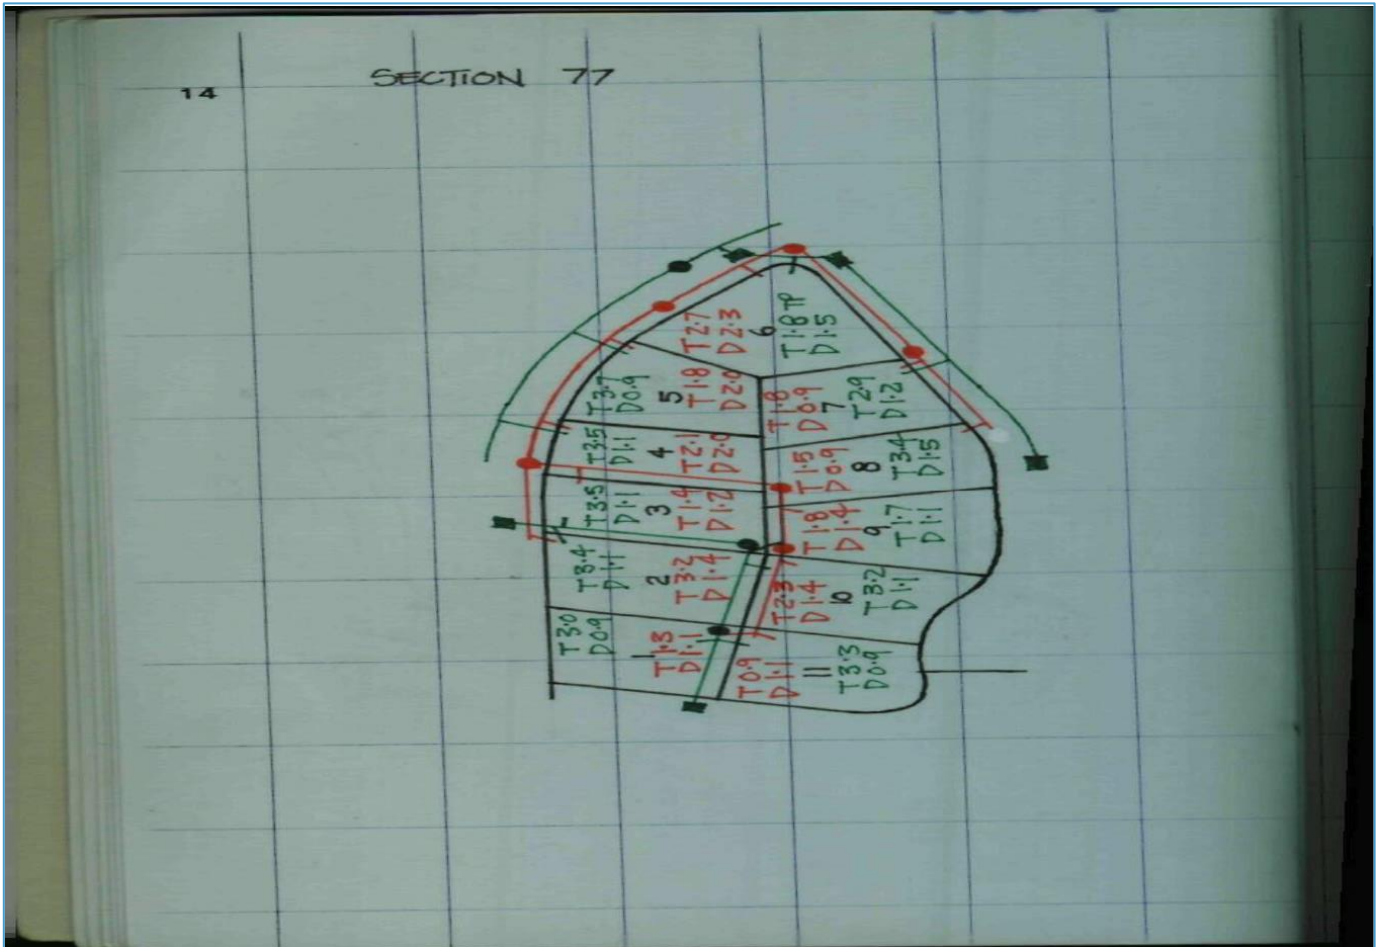 14
SECTION 77
T2.7
D2.3
6
T1.8 TP
D1.5
T3.7
D0.9
5
T1.8
D2.0
T1.8
D0.9
7
T2.9
D1.2
T3.5
D1.1
4
T2.1
D2.0
T1.5
D0.9
8
T3.4
D1.5
T3.5
D1.1
3
T1.4
D1.2
T1.8
D1.4
9
T1.7
D1.1
T3.4
D1.1
2
T3.2
D1.4
T2.3
D1.4
10
T3.2
D1.1
T3.0
D0.9
1
T1.3
D1.1
T0.9
D1.1
11
T3.3
D0.9